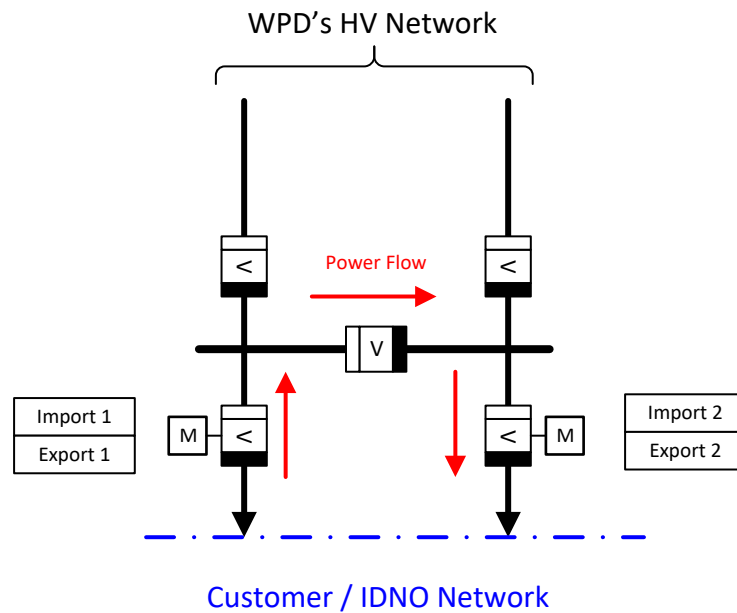 WPD's HV Network
<
<
Power Flow
V
Import 1
Export 1
M
<
<
M
Import 2
Export 2
Customer / IDNO Network